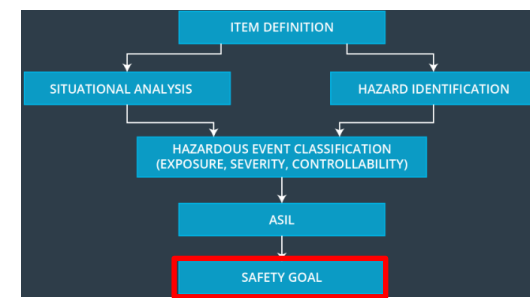 ITEM DEFINITION
SITUATIONAL ANALYSIS
HAZARD IDENTIFICATION
HAZARDOUS EVENT CLASSIFICATION
(EXPOSURE, SEVERITY, CONTROLLABILITY)
ASIL
SAFETY GOAL